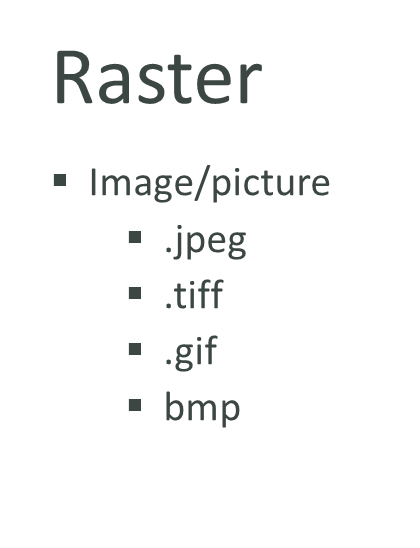 Raster
▪ Image/picture
▪ .jpeg
▪ .tiff
▪ .gif
▪ bmp